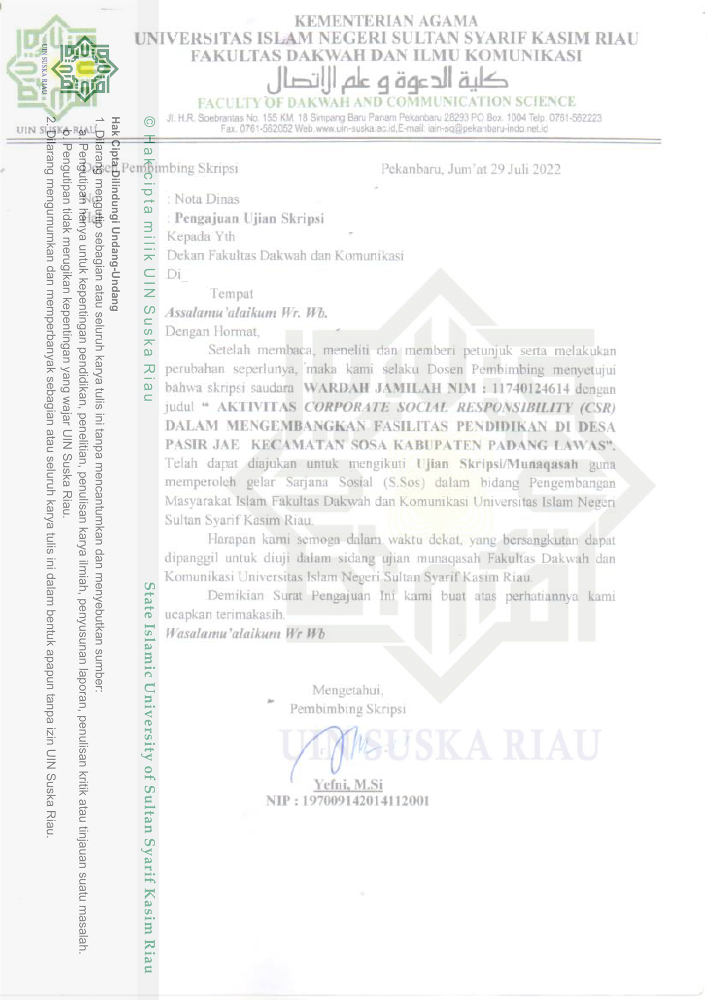 KEMENTERIAN AGAMA
UNIVERSITAS ISLAM NEGERI SULTAN SYARIF KASIM RIAU
FAKULTAS DAKWAH DAN ILMU KOMUNIKASI
كلية الدعوة و علم الاتصال
FACULTY OF DAKWAH AND COMMUNICATION SCIENCE
Jl. H.R. Soebrantas No. 155 KM. 18 Simpang Baru Panam Pekanbaru 28293 PO Box. 1004 Telp. 0761-562223
Fax. 0761-562052 Web.www.uin-suska.ac.id,E-mail: iain-sq@pekanbaru-indo.net.id
UIN SUSKA RIAU
UIN SUSKA RIAU
Dosen Pembimbing Skripsi
Pekanbaru, Jum'at 29 Juli 2022
No : Nota Dinas
Hal : Pengajuan Ujian Skripsi
Kepada Yth
Dekan Fakultas Dakwah dan Komunikasi
Di_
Tempat
Assalamu'alaikum Wr. Wb.
Dengan Hormat,
Setelah membaca, meneliti dan memberi petunjuk serta melakukan
perubahan seperlunya, maka kami selaku Dosen Pembimbing menyetujui
bahwa skripsi saudara WARDAH JAMILAH NIM : 11740124614 dengan
judul “ AKTIVITAS CORPORATE SOCIAL RESPONSIBILITY (CSR)
DALAM MENGEMBANGKAN FASILITAS PENDIDIKAN DI DESA
PASIR JAE KECAMATAN SOSA KABUPATEN PADANG LAWAS”.
Telah dapat diajukan untuk mengikuti Ujian Skripsi/Munaqasah guna
memperoleh gelar Sarjana Sosial (S.Sos) dalam bidang Pengembangan
Masyarakat Islam Fakultas Dakwah dan Komunikasi Universitas Islam Negeri
Sultan Syarif Kasim Riau.
Harapan kami semoga dalam waktu dekat, yang bersangkutan dapat
dipanggil untuk diuji dalam sidang ujian munaqasah Fakultas Dakwah dan
Komunikasi Universitas Islam Negeri Sultan Syarif Kasim Riau.
Demikian Surat Pengajuan Ini kami buat atas perhatiannya kami
ucapkan terimakasih.
Wasalamu'alaikum Wr Wb
Mengetahui,
Pembimbing Skripsi
UIN SUSKA RIAU
Yefni, M.Si
NIP : 197009142014112001
© Hak cipta milik UIN Suska Riau
State Islamic University of Sultan Syarif Kasim Riau
Hak Cipta Dilindungi Undang-Undang
1. Dilarang mengutip sebagian atau seluruh karya tulis ini tanpa mencantumkan dan menyebutkan sumber:
a. Pengutipan hanya untuk kepentingan pendidikan, penelitian, penulisan karya ilmiah, penyusunan laporan, penulisan kritik atau tinjauan suatu masalah.
b. Pengutipan tidak merugikan kepentingan yang wajar UIN Suska Riau.
2. Dilarang mengumumkan dan memperbanyak sebagian atau seluruh karya tulis ini dalam bentuk apapun tanpa izin UIN Suska Riau.